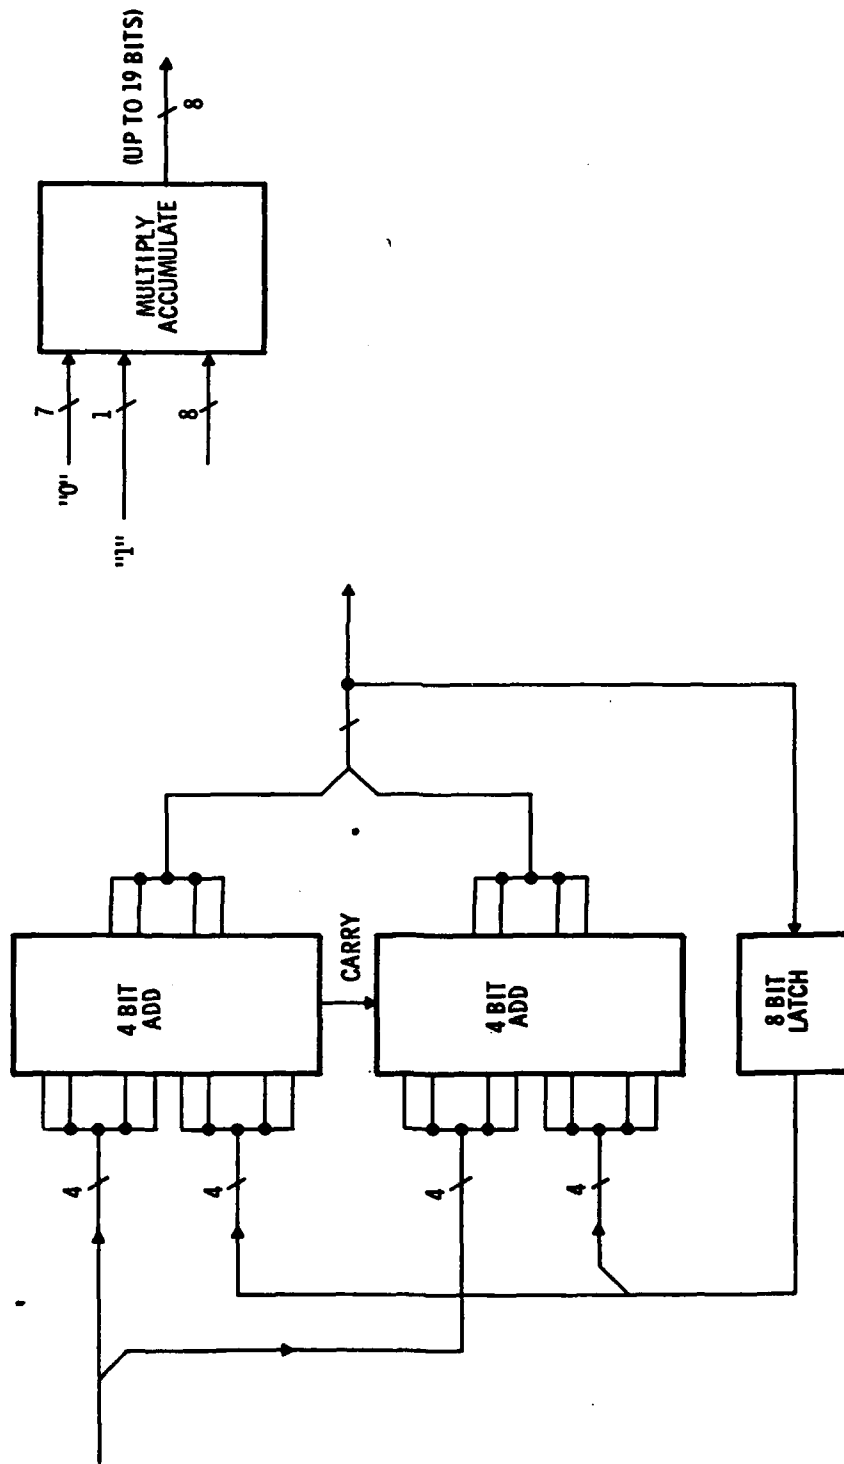 4
4
4 BIT
ADD
CARRY
4
4
4 BIT
ADD
8 BIT
LATCH
"0"
7
"1"
1
8
MULTIPLY
ACCUMULATE
(UP TO 19 BITS)
8